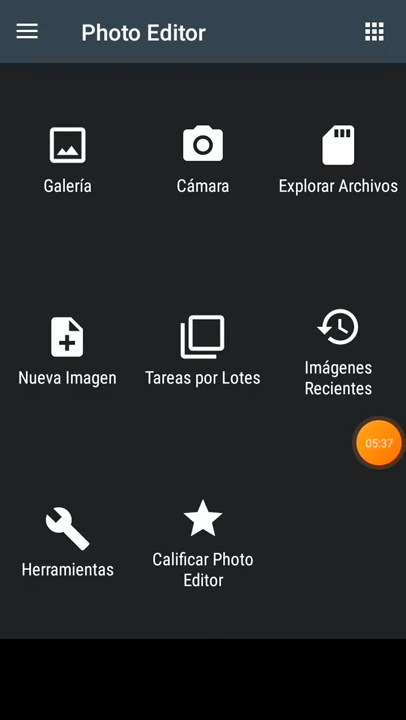 Photo Editor
Galería
Cámara
Explorar Archivos
Nueva Imagen
Tareas por Lotes
Imágenes
Recientes
05:37
Herramientas
Calificar Photo
Editor